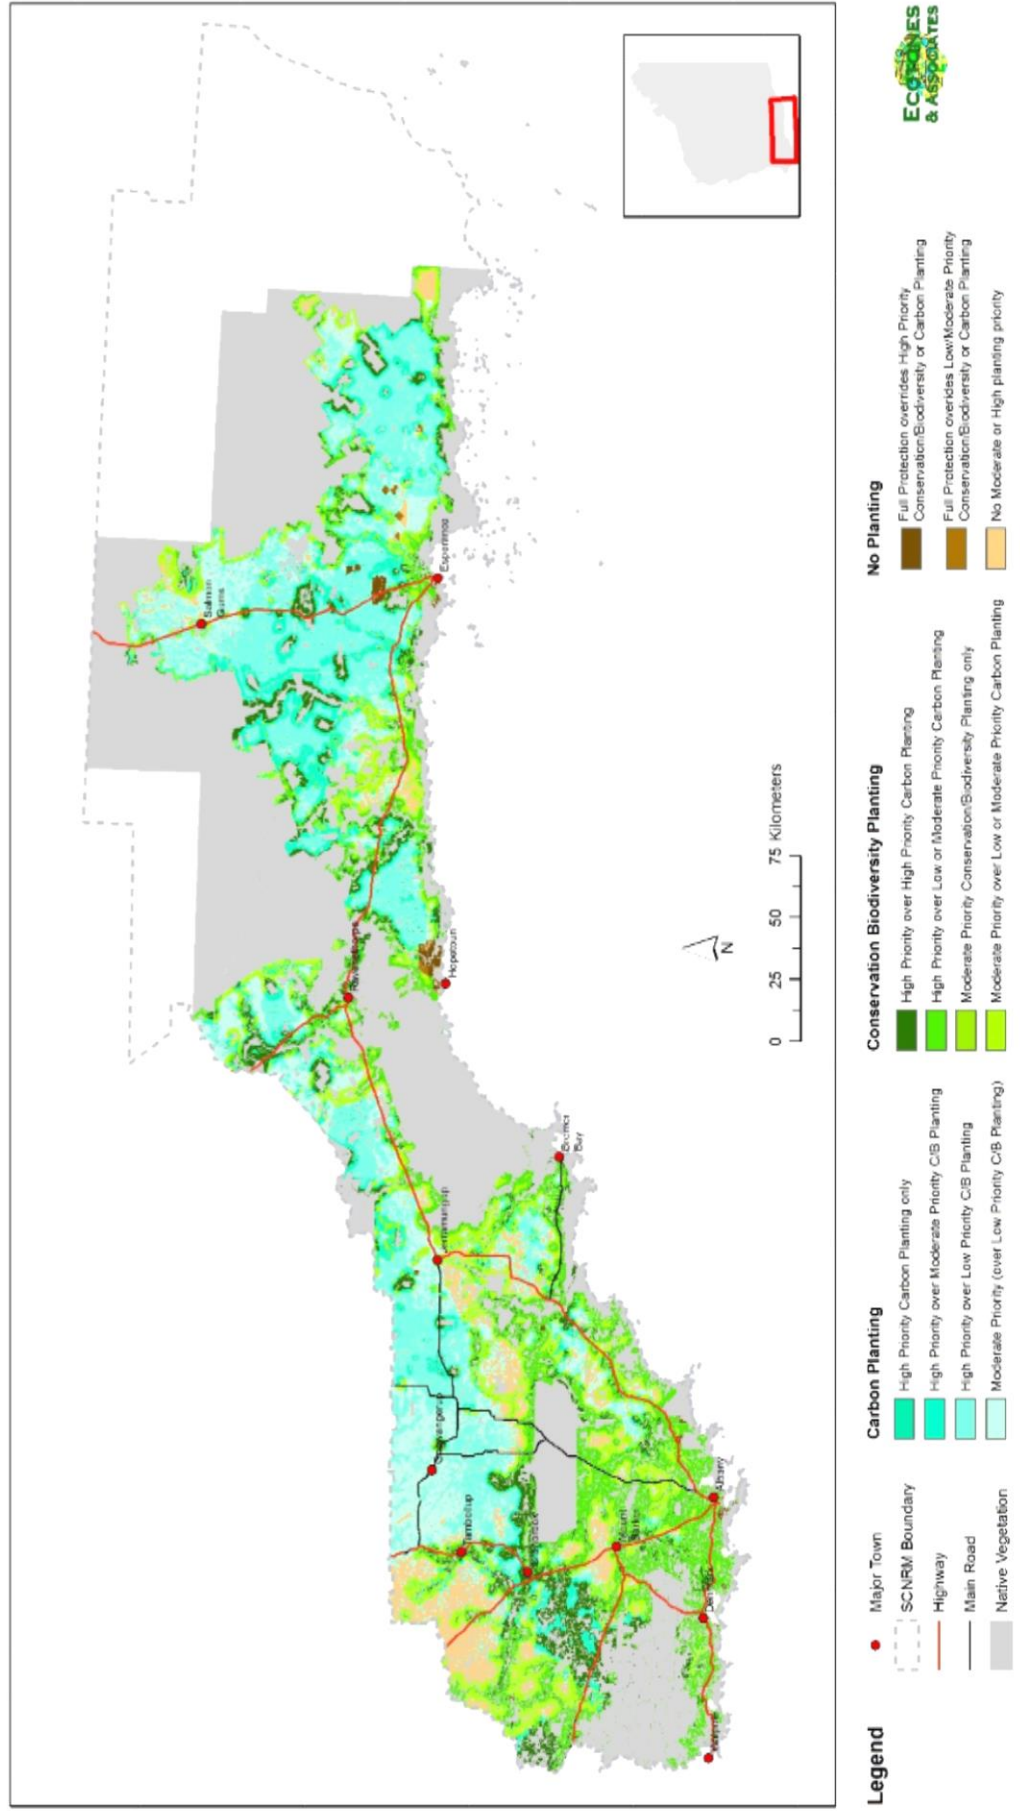 Salmon
Gums
Esperance
Ravensthorpe
Hopetoun
Bremer
Bay
Jerramungup
Gnowangerup
Tambellup
Mount
Albany
Denmark
0 25 50 75 Kilometers
N
Legend
Major Town
SCNRM Boundary
Highway
Main Road
Native Vegetation
Carbon Planting
High Priority Carbon Planting only
High Priority over Moderate Priority C/B Planting
High Priority over Low Priority C/B Planting
Moderate Priority (over Low Priority C/B Planting)
Conservation Biodiversity Planting
High Priority over High Priority Carbon Planting
High Priority over Low or Moderate Priority Carbon Planting
Moderate Priority Conservation/Biodiversity Planting only
Moderate Priority over Low or Moderate Priority Carbon Planting
No Planting
Full Protection overrides High Priority
Conservation/Biodiversity or Carbon Planting
Full Protection overrides Low/Moderate Priority
Conservation/Biodiversity or Carbon Planting
No Moderate or High planting priority
ECOTONES
& ASSOCIATES